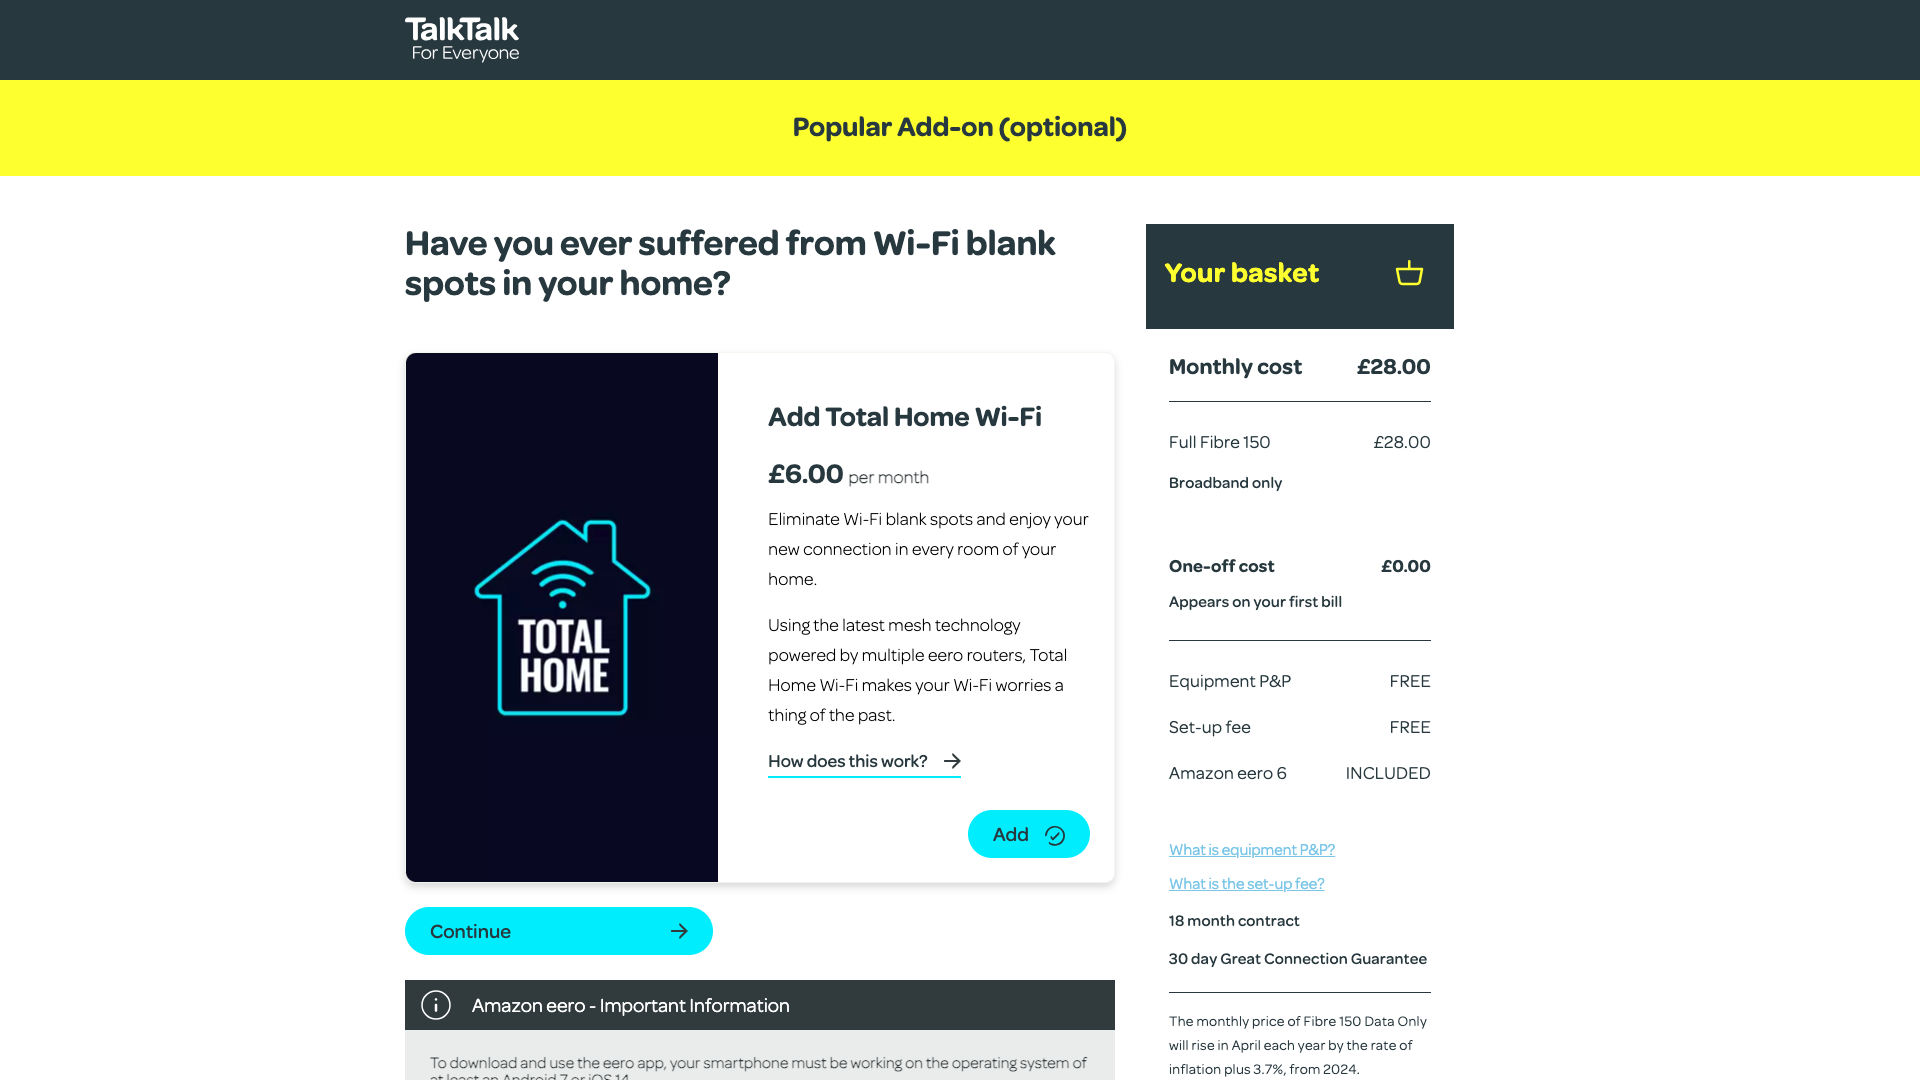 TalkTalk
For Everyone
Popular Add-on (optional)
Have you ever suffered from Wi-Fi blank
spots in your home?
TOTAL
HOME
Add Total Home Wi-Fi
£6.00 per month
Eliminate Wi-Fi blank spots and enjoy your
new connection in every room of your
home.
Using the latest mesh technology
powered by multiple eero routers, Total
Home Wi-Fi makes your Wi-Fi worries a
thing of the past.
How does this work?
Add
Continue
Amazon eero - Important Information
To download and use the eero app, your smartphone must be working on the operating system of
at least an Android 7 or iOS 14.
Your basket
Monthly cost £28.00
Full Fibre 150 £28.00
Broadband only
One-off cost £0.00
Appears on your first bill
Equipment P&P FREE
Set-up fee FREE
Amazon eero 6 INCLUDED
What is equipment P&P?
What is the set-up fee?
18 month contract
30 day Great Connection Guarantee
The monthly price of Fibre 150 Data Only
will rise in April each year by the rate of
inflation plus 3.7%, from 2024.